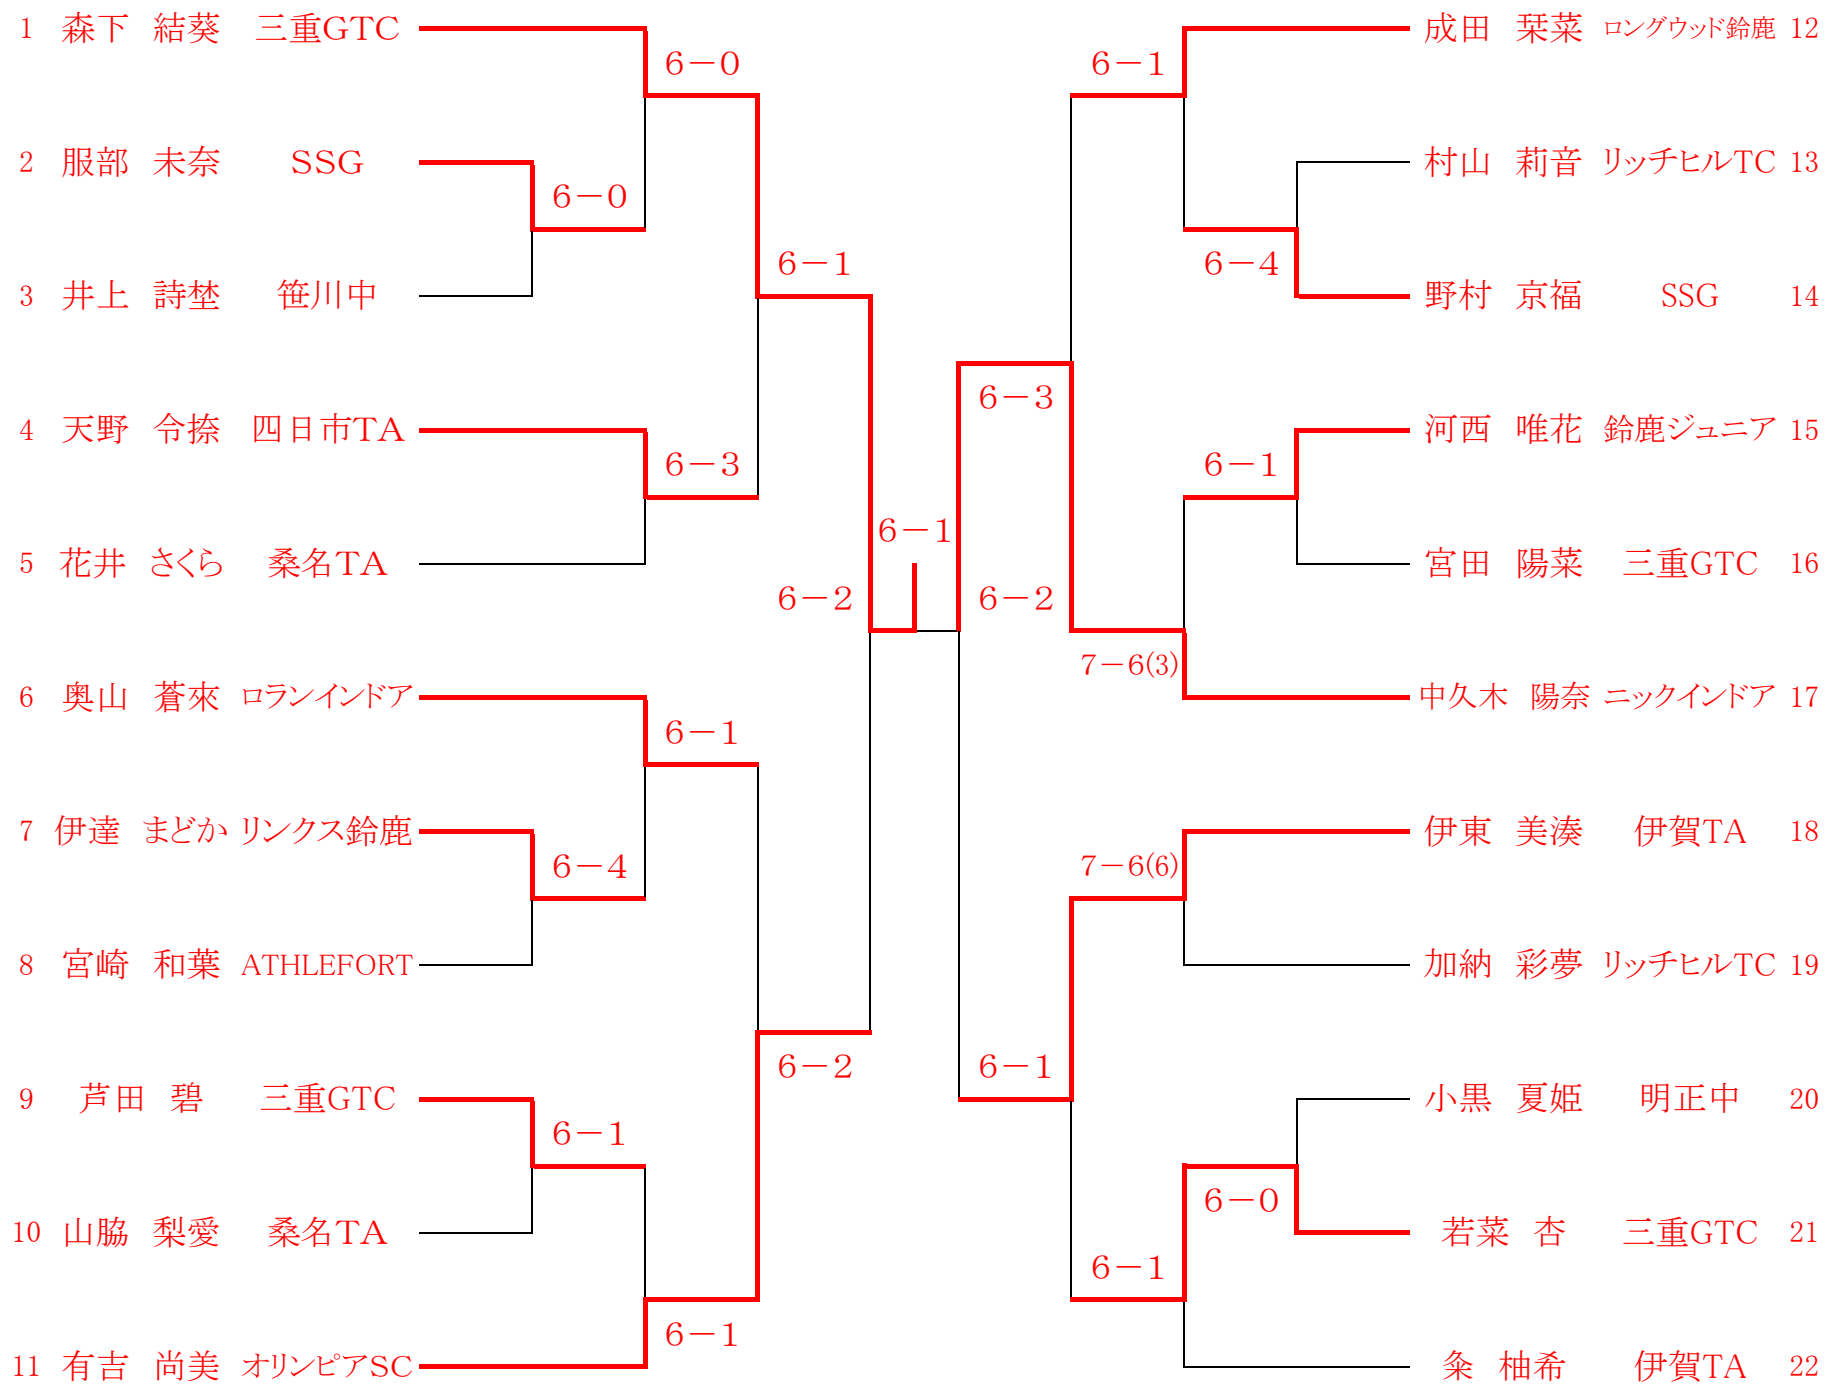 1 森下 結葵 三重GTC
6－0
2 服部 未奈 SSG
6－0
3 井上 詩埜 笹川中
6－1
4 天野 令捺 四日市TA
6－3
5 花井 さくら 桑名TA
6－2
6 奥山 蒼來 ロランインドア
6－1
7 伊達 まどか リンクス鈴鹿
6－4
8 宮崎 和葉 ATHLEFORT
6－2
9 芦田 碧 三重GTC
6－1
10 山脇 梨愛 桑名TA
6－1
11 有吉 尚美 オリンピアSC
6－1
成田 栞菜 ロングウッド鈴鹿 12
6－1
村山 莉音 リッチヒルTC 13
6－4
野村 京福 SSG 14
6－3
河西 唯花 鈴鹿ジュニア 15
6－1
宮田 陽菜 三重GTC 16
6－2
7－6(3)
中久木 陽奈 ニックインドア 17
伊東 美湊 伊賀TA 18
7－6(6)
加納 彩夢 リッチヒルTC 19
6－1
小黒 夏姫 明正中 20
6－0
若菜 杏 三重GTC 21
6－1
粂 柚希 伊賀TA 22